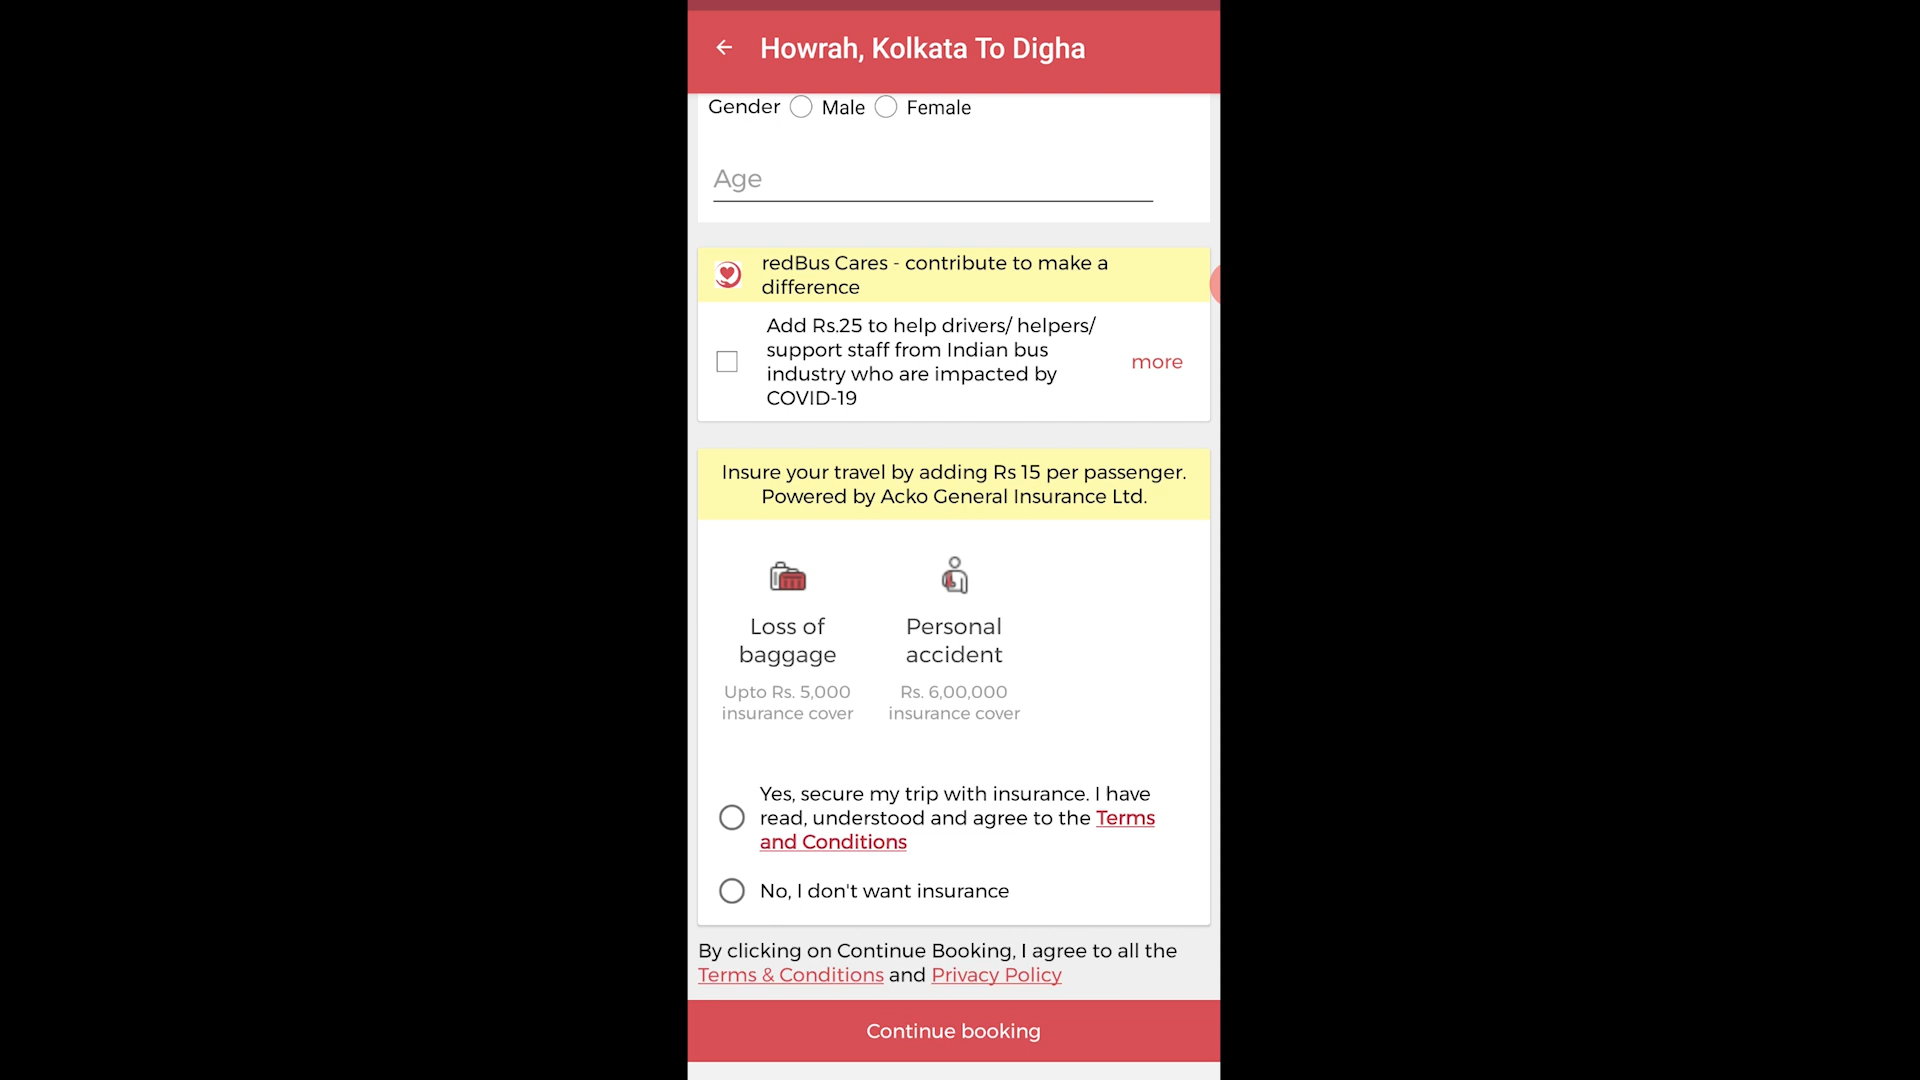 Howrah, Kolkata To Digha
Gender Male Female
Age
redBus Cares - contribute to make a
difference
Add Rs.25 to help drivers/ helpers/
support staff from Indian bus
industry who are impacted by
COVID-19
more
Insure your travel by adding Rs 15 per passenger.
Powered by Acko General Insurance Ltd.
Loss of
baggage
Upto Rs. 5,000
insurance cover
Personal
accident
Rs. 6,00,000
insurance cover
Yes, secure my trip with insurance. I have
read, understood and agree to the Terms
and Conditions
No, I don't want insurance
By clicking on Continue Booking, I agree to all the
Terms & Conditions and Privacy Policy
Continue booking